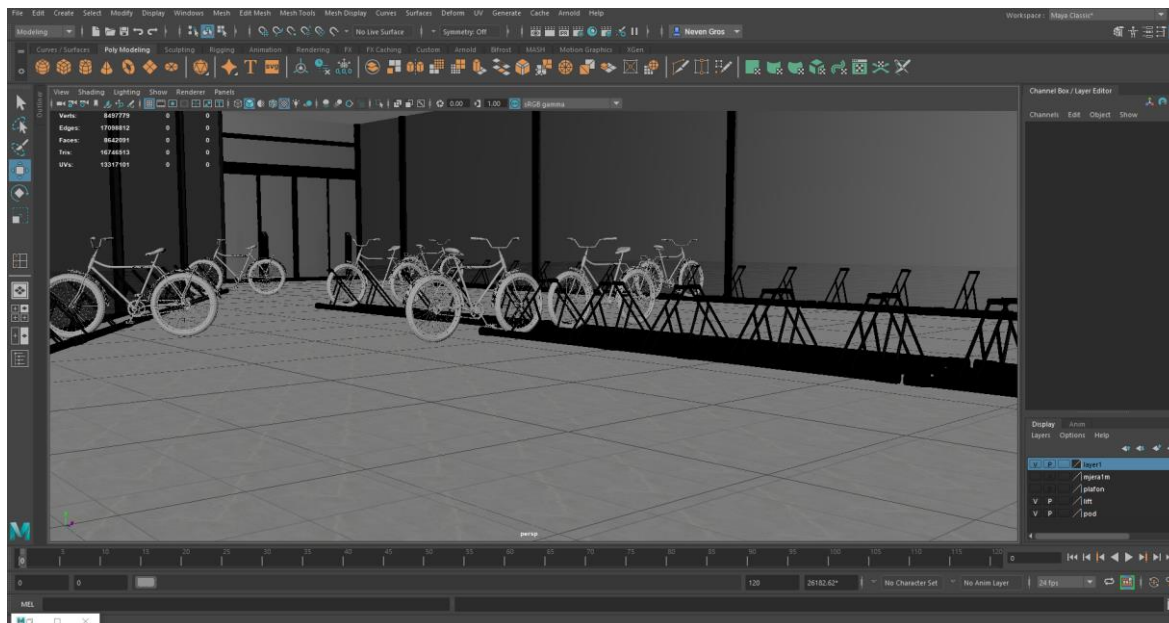 File Edit Create Select Modify Display Windows Mesh Edit Mesh Mesh Tools Mesh Display Curves Surfaces Deform UV Generate Cache Arnold Help
Workspace: Maya Classic*
Modeling No Live Surface Symmetry: Off Neven Gros
Curves / Surfaces Poly Modeling Sculpting Rigging Animation Rendering FX FX Caching Custom Arnold Bifrost MASH Motion Graphics XGen
View Shading Lighting Show Renderer Panels
Channel Box / Layer Editor
0.00 1.00 sRGB gamma
Outliner
Channels Edit Object Show
Verts: 8497779 0 0
Edges: 17098812 0 0
Faces: 8642091 0 0
Tris: 16748513 0 0
UVs: 13317101 0 0
Display Anim
Layers Options Help
V P layer1
mjera1m
plafon
V P lift
V P pod
persp
0 5 10 15 20 25 30 35 40 45 50 55 60 65 70 75 80 85 90 95 100 105 110 115 120 0
0 0 120 26182.62* No Character Set No Anim Layer 24 fps
MEL